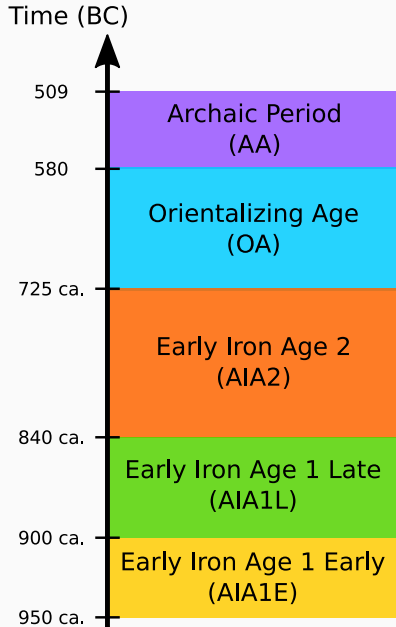 Time (BC)
509
Archaic Period
(AA)
580
Orientalizing Age
(OA)
725 ca.
Early Iron Age 2
(AIA2)
840 ca.
Early Iron Age 1 Late
(AIA1L)
900 ca.
Early Iron Age 1 Early
(AIA1E)
950 ca.